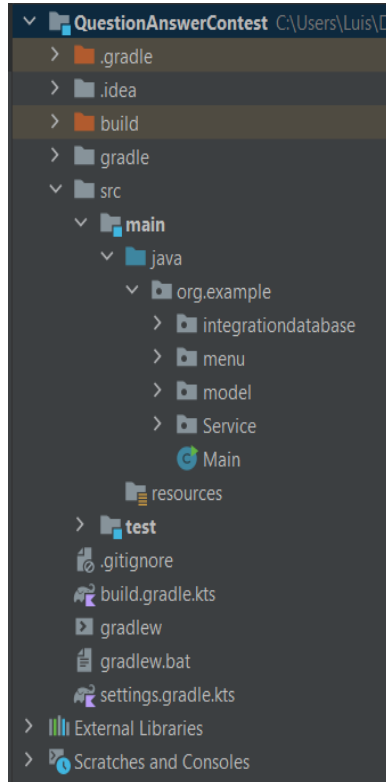 QuestionAnswerContest C:\Users\Luis\D
.gradle
.idea
build
gradle
src
main
java
org.example
integrationdatabase
menu
model
Service
Main
resources
test
.gitignore
build.gradle.kts
gradlew
gradlew.bat
settings.gradle.kts
External Libraries
Scratches and Consoles